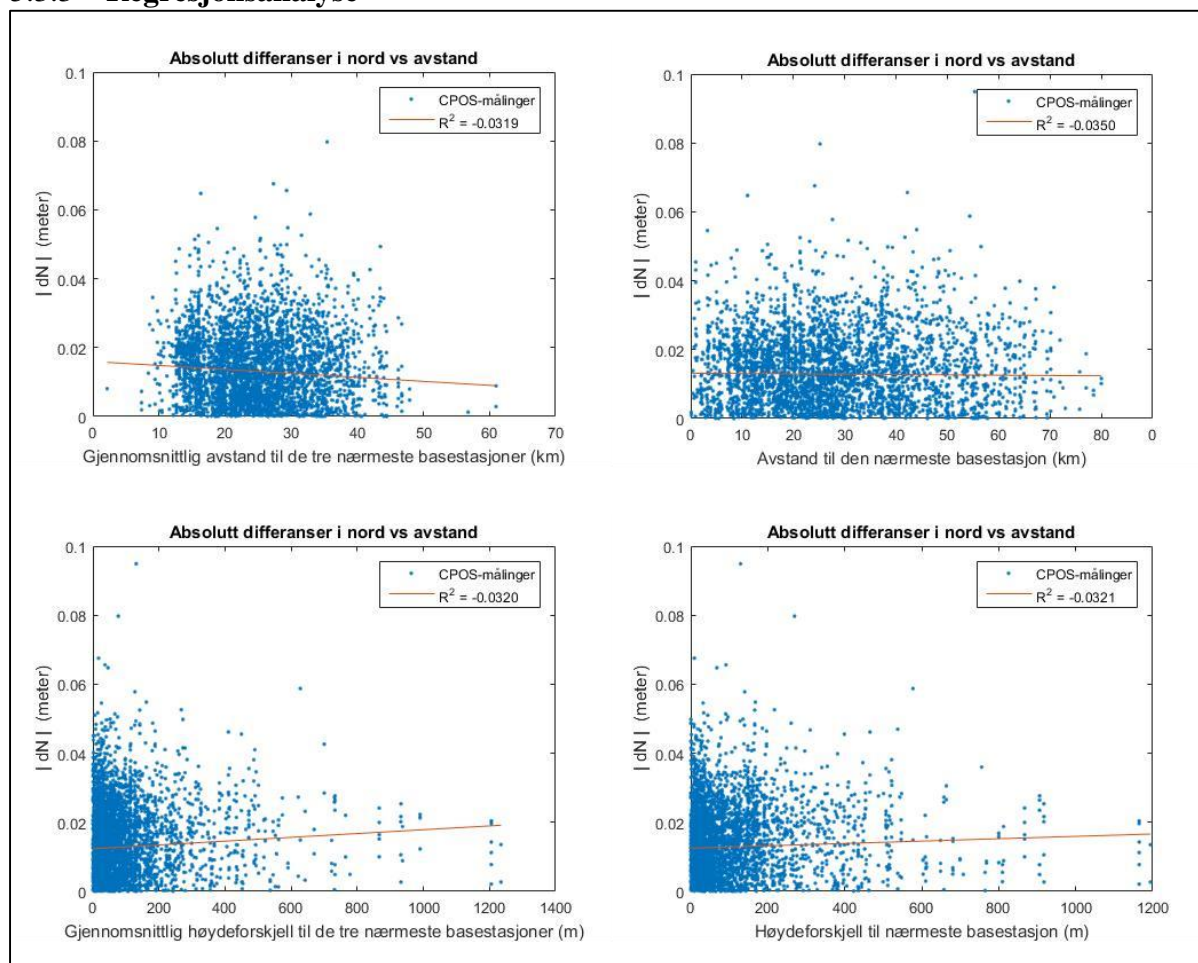 Absolutt differanser i nord vs avstand
CPOS-målinger
R² = -0.0319
0.1
0.08
0.06
0.04
0.02
0
|dN| (meter)
0 10 20 30 40 50 60 70
Gjennomsnittlig avstand til de tre nærmeste basestasjoner (km)
Absolutt differanser i nord vs avstand
CPOS-målinger
R² = -0.0350
0.1
0.08
0.06
0.04
0.02
0
|dN| (meter)
0 10 20 30 40 50 60 70 80 0
Avstand til den nærmeste basestasjon (km)
Absolutt differanser i nord vs avstand
CPOS-målinger
R² = -0.0320
0.1
0.08
0.06
0.04
0.02
0
|dN| (meter)
0 200 400 600 800 1000 1200 1400
Gjennomsnittlig høydeforskjell til de tre nærmeste basestasjoner (m)
Absolutt differanser i nord vs avstand
CPOS-målinger
R² = -0.0321
0.1
0.08
0.06
0.04
0.02
0
|dN| (meter)
0 200 400 600 800 1000 1200
Høydeforskjell til nærmeste basestasjon (m)